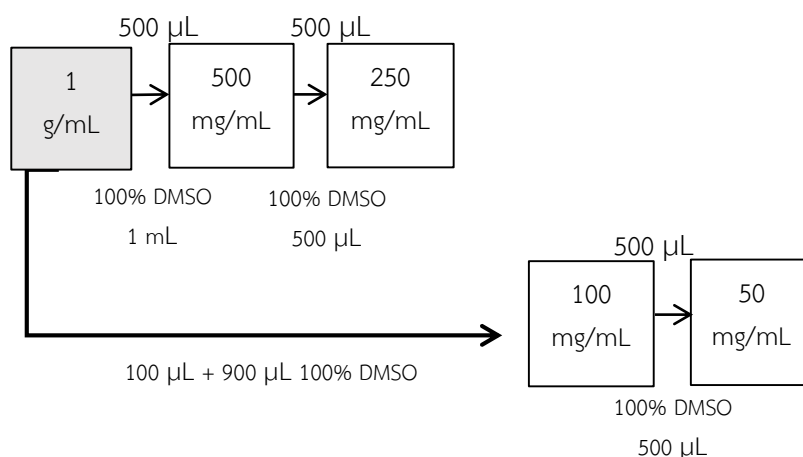 500 µL
500 µL
1
g/mL
500
mg/mL
250
mg/mL
100% DMSO
1 mL
100% DMSO
500 µL
500 µL
100
mg/mL
50
mg/mL
100 µL + 900 µL 100% DMSO
100% DMSO
500 µL